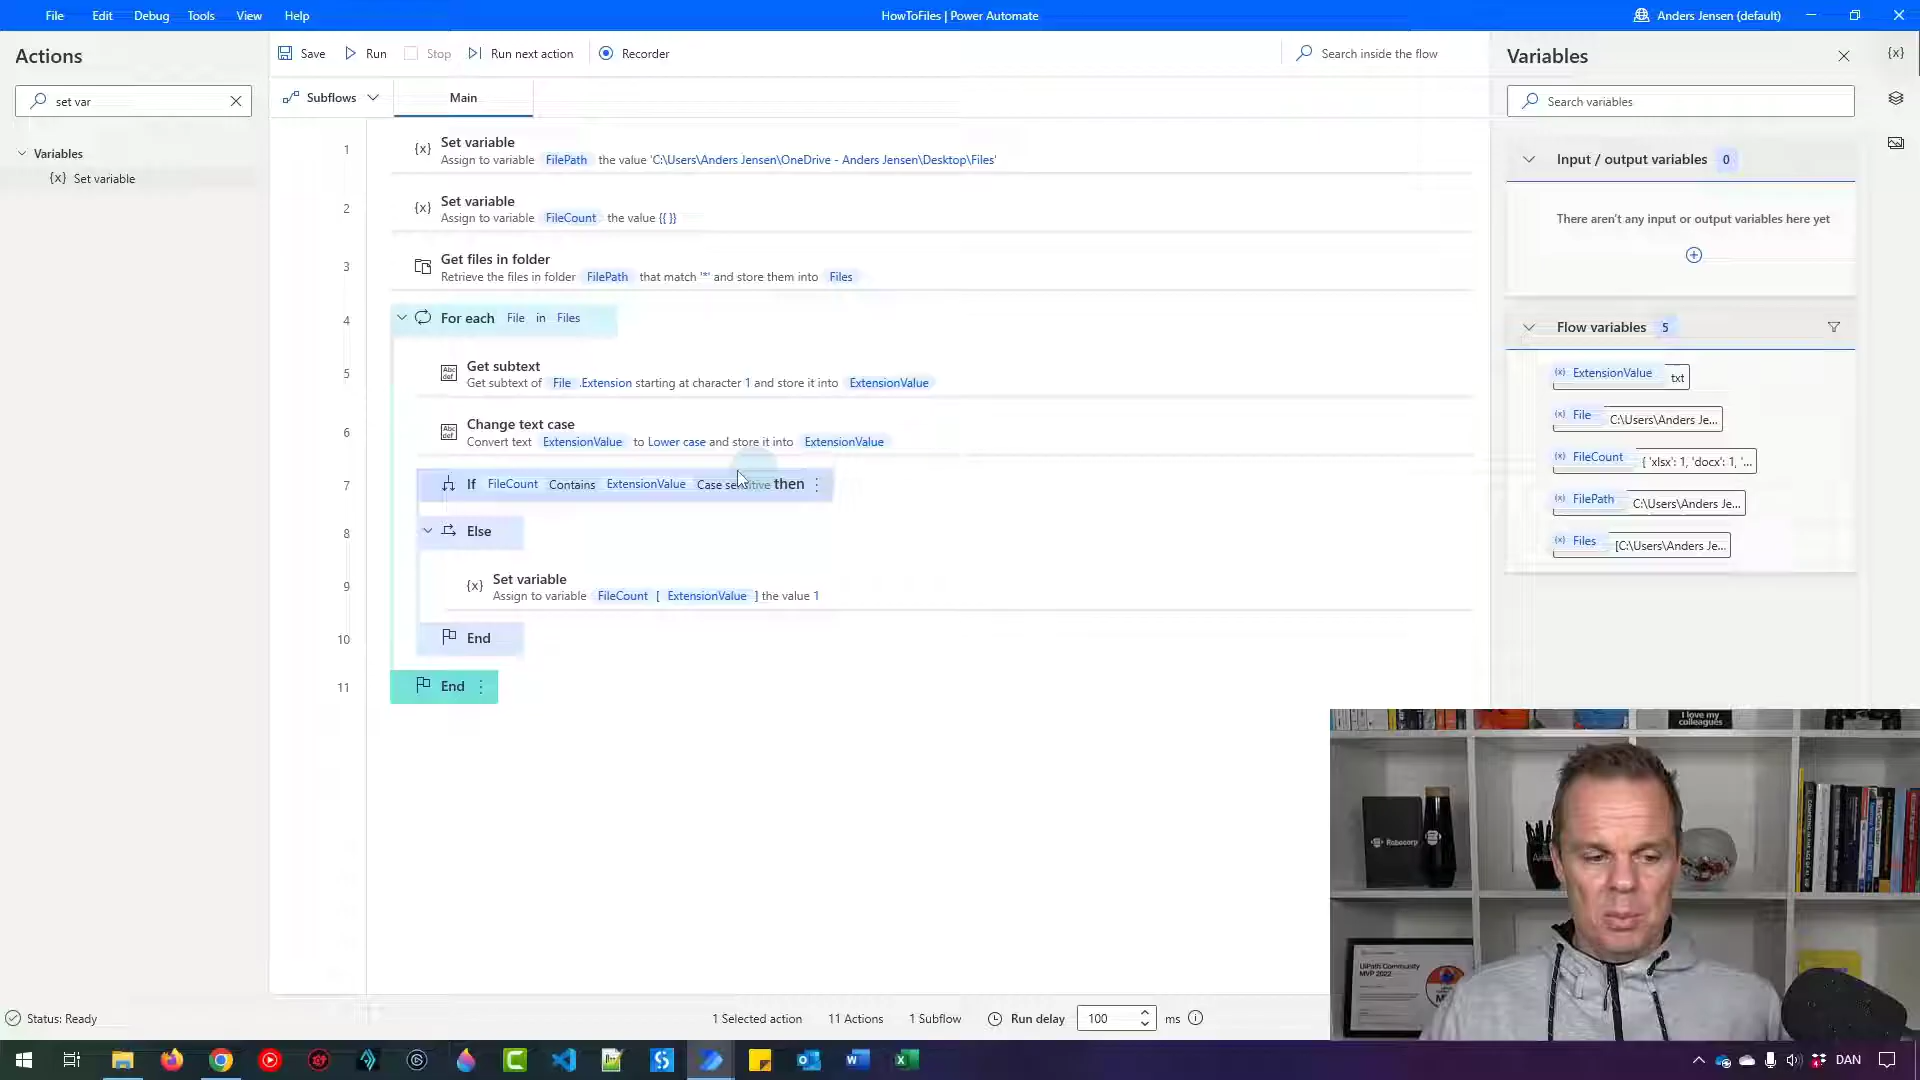 File Edit Debug Tools View Help HowToFiles | Power Automate Anders Jensen (default)
Actions
set var
Variables
{x} Set variable
Save Run Stop Run next action Recorder Search inside the flow
Subflows Main
1 {x} Set variable
Assign to variable FilePath the value 'C:\Users\Anders Jensen\OneDrive - Anders Jensen\Desktop\Files'
2 {x} Set variable
Assign to variable FileCount the value {{ }}
3 Get files in folder
Retrieve the files in folder FilePath that match '*' and store them into Files
4 For each File in Files
5 Get subtext
Get subtext of File .Extension starting at character 1 and store it into ExtensionValue
6 Change text case
Convert text ExtensionValue to Lower case and store it into ExtensionValue
7 If FileCount Contains ExtensionValue Case sensitive then
8 Else
9 {x} Set variable
Assign to variable FileCount [ ExtensionValue ] the value 1
10 End
11 End
Variables {x}
Search variables
Input / output variables 0
There aren't any input or output variables here yet
Flow variables 5
{x} ExtensionValue txt
{x} File C:\Users\Anders Je...
{x} FileCount { 'xlsx': 1, 'docx': 1, '...
{x} FilePath C:\Users\Anders Je...
{x} Files [C:\Users\Anders Je...
I love my
colleagues
Robocorp
UiPath Community
MVP 2022
Status: Ready 1 Selected action 11 Actions 1 Subflow Run delay 100 ms
DAN